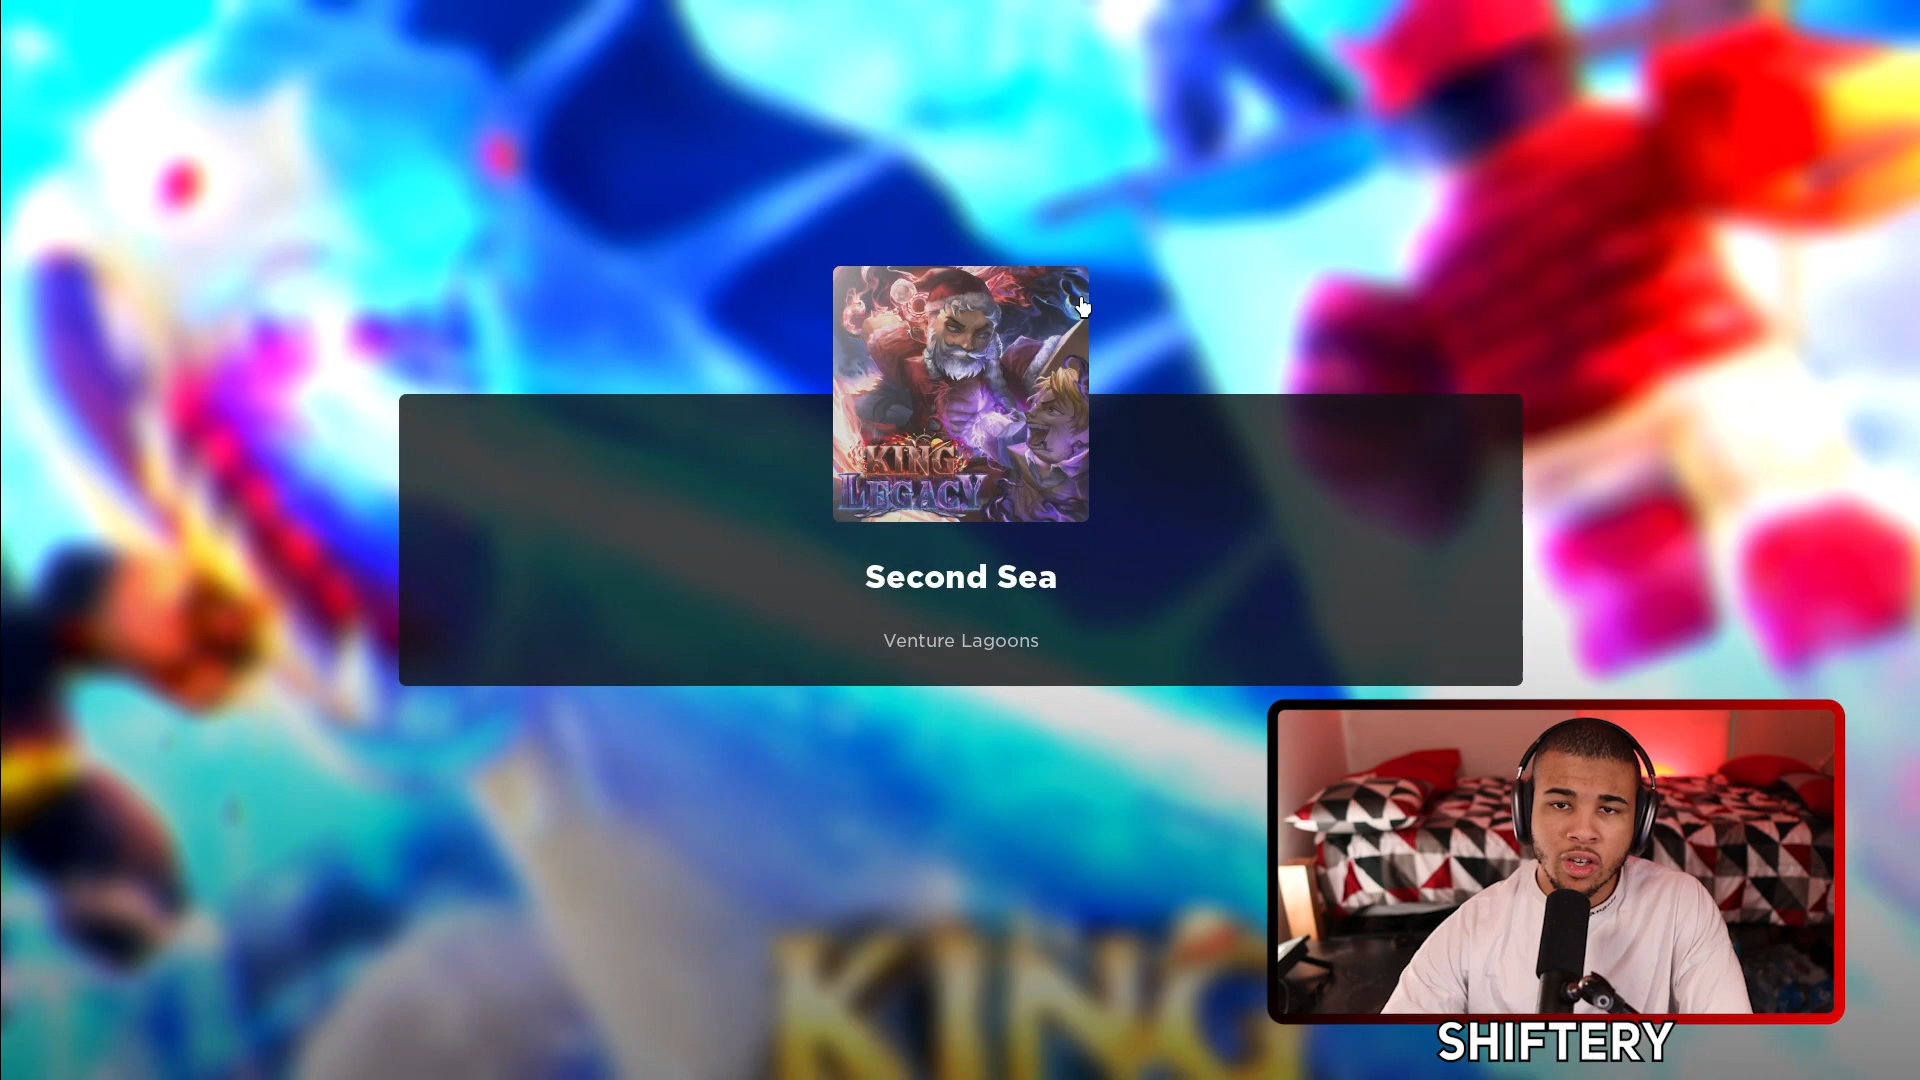 KING
LEGACY
Second Sea
Venture Lagoons
KING
SHIFTERY